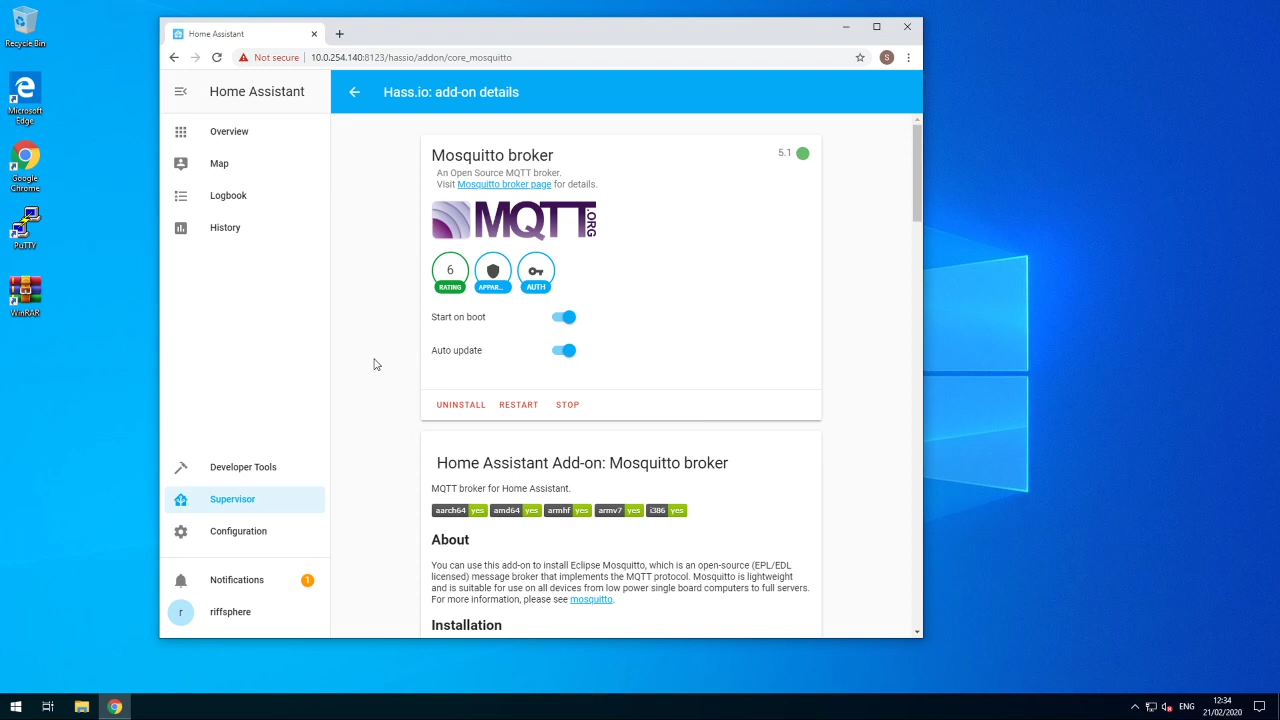 Recycle Bin
Microsoft
Edge
Google
Chrome
PuTTY
WinRAR
Home Assistant
Not secure
10.0.254.140:8123/hassio/addon/core_mosquitto
S
Home Assistant
Overview
Map
Logbook
History
Developer Tools
Supervisor
Configuration
Notifications
1
r
riffsphere
Hass.io: add-on details
Mosquitto broker
5.1
An Open Source MQTT broker.
Visit Mosquitto broker page for details.
MQTT.ORG
6
RATING
APPAR...
AUTH
Start on boot
Auto update
UNINSTALL RESTART STOP
Home Assistant Add-on: Mosquitto broker
MQTT broker for Home Assistant.
aarch64 yes amd64 yes armhf yes armv7 yes i386 yes
About
You can use this add-on to install Eclipse Mosquitto, which is an open-source (EPL/EDL
licensed) message broker that implements the MQTT protocol. Mosquitto is lightweight
and is suitable for use on all devices from low power single board computers to full servers.
For more information, please see mosquitto.
Installation
ENG
12:34
21/02/2020